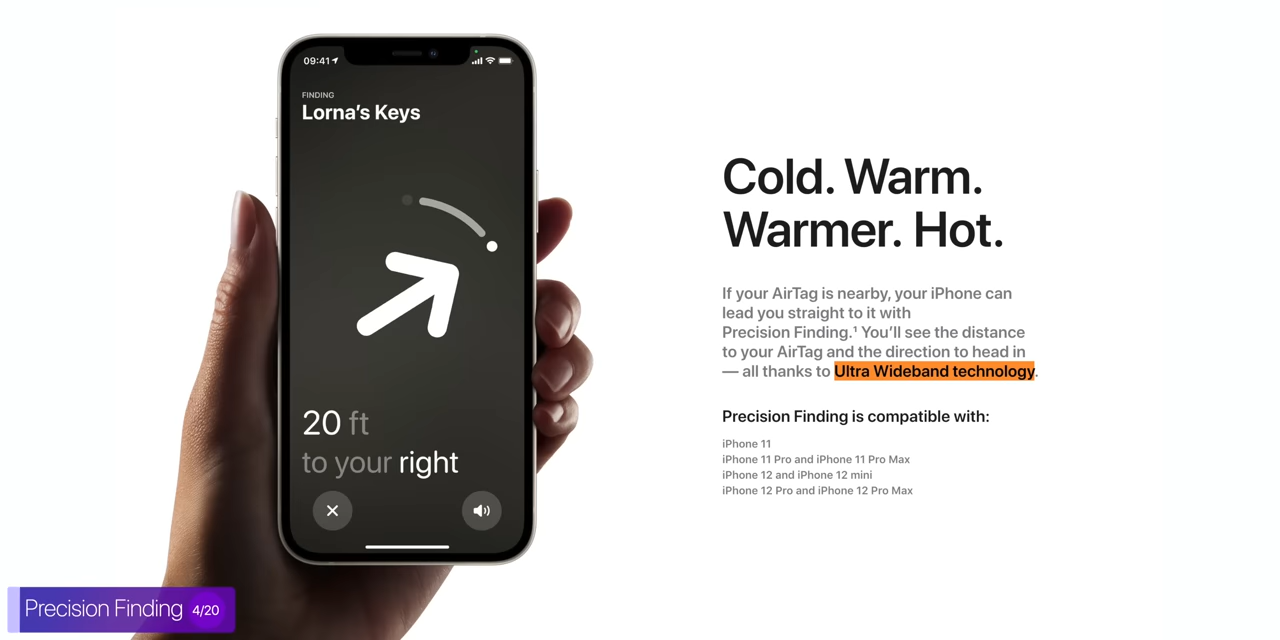 09:41
FINDING
Lorna's Keys
20 ft
to your right
Cold. Warm.
Warmer. Hot.
If your AirTag is nearby, your iPhone can
lead you straight to it with
Precision Finding.¹ You'll see the distance
to your AirTag and the direction to head in
— all thanks to Ultra Wideband technology.
Precision Finding is compatible with:
iPhone 11
iPhone 11 Pro and iPhone 11 Pro Max
iPhone 12 and iPhone 12 mini
iPhone 12 Pro and iPhone 12 Pro Max
Precision Finding 4/20